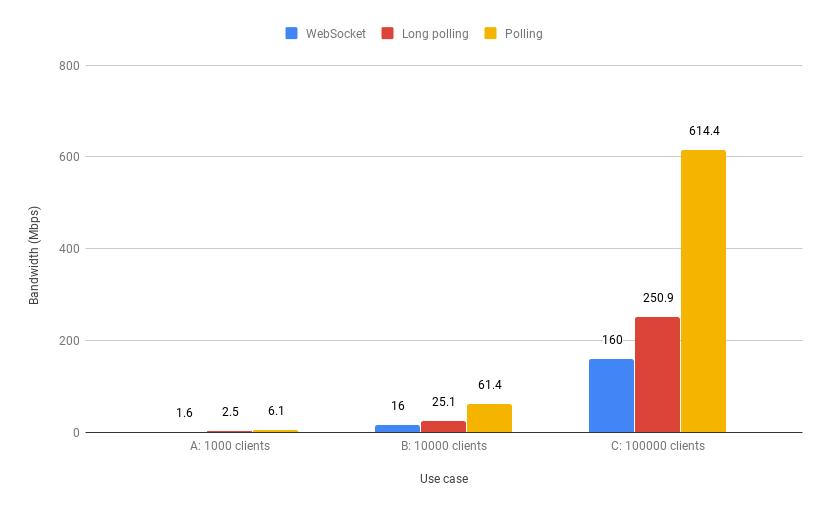 WebSocket Long polling Polling
800
600
400
200
0
Bandwidth (Mbps)
1.6 2.5 6.1
16 25.1 61.4
160 250.9 614.4
A: 1000 clients B: 10000 clients C: 100000 clients
Use case